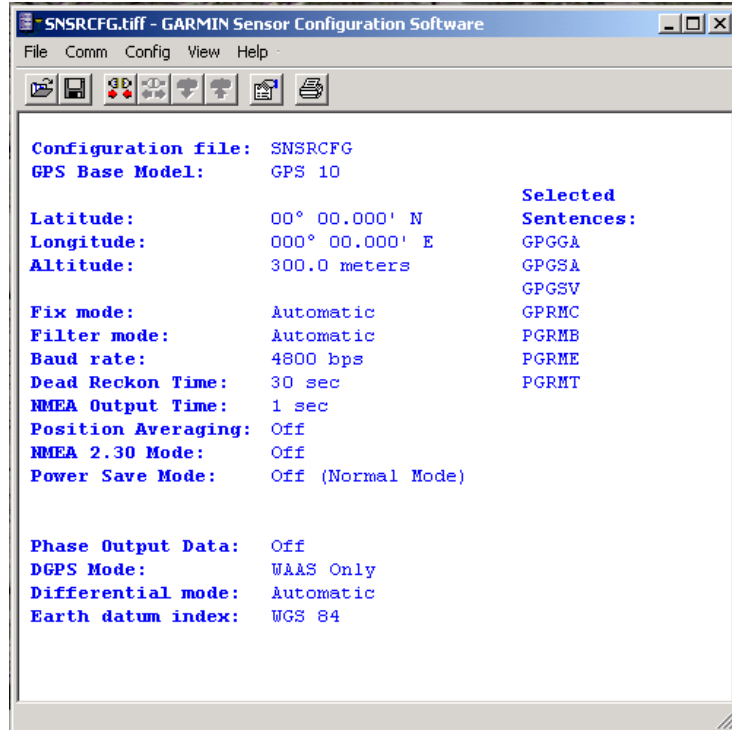 SNSRCFG.tiff - GARMIN Sensor Configuration Software
File Comm Config View Help
Configuration file: SNSRCFG
GPS Base Model: GPS 10
Selected
Latitude: 00° 00.000' N Sentences:
Longitude: 000° 00.000' E GPGGA
Altitude: 300.0 meters GPGSA
GPGSV
Fix mode: Automatic GPRMC
Filter mode: Automatic PGRMB
Baud rate: 4800 bps PGRME
Dead Reckon Time: 30 sec PGRMT
NMEA Output Time: 1 sec
Position Averaging: Off
NMEA 2.30 Mode: Off
Power Save Mode: Off (Normal Mode)
Phase Output Data: Off
DGPS Mode: WAAS Only
Differential mode: Automatic
Earth datum index: WGS 84